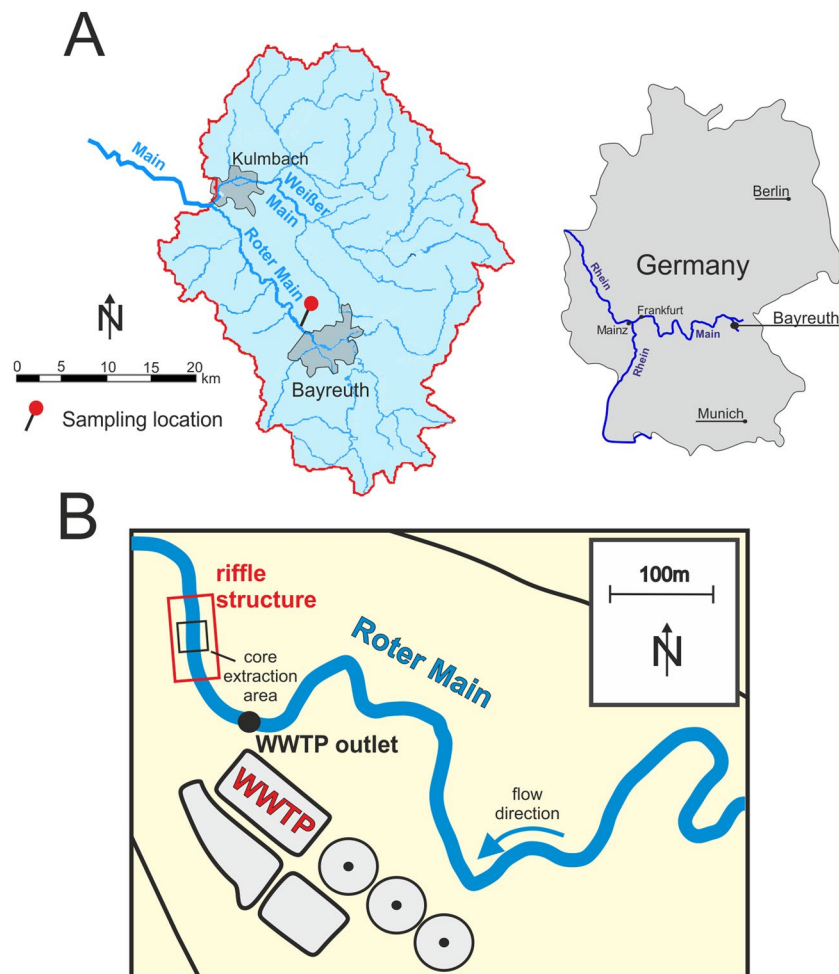 A
Main
Kulmbach
Weißer
Main
Roter Main
N
0 5 10 15 20
km
Bayreuth
Sampling location
Berlin
Germany
Rhein
Frankfurt
Mainz
Main
Bayreuth
Rhein
Munich
B
riffle
structure
core
extraction
area
Roter Main
100m
N
WWTP outlet
WWTP
flow
direction